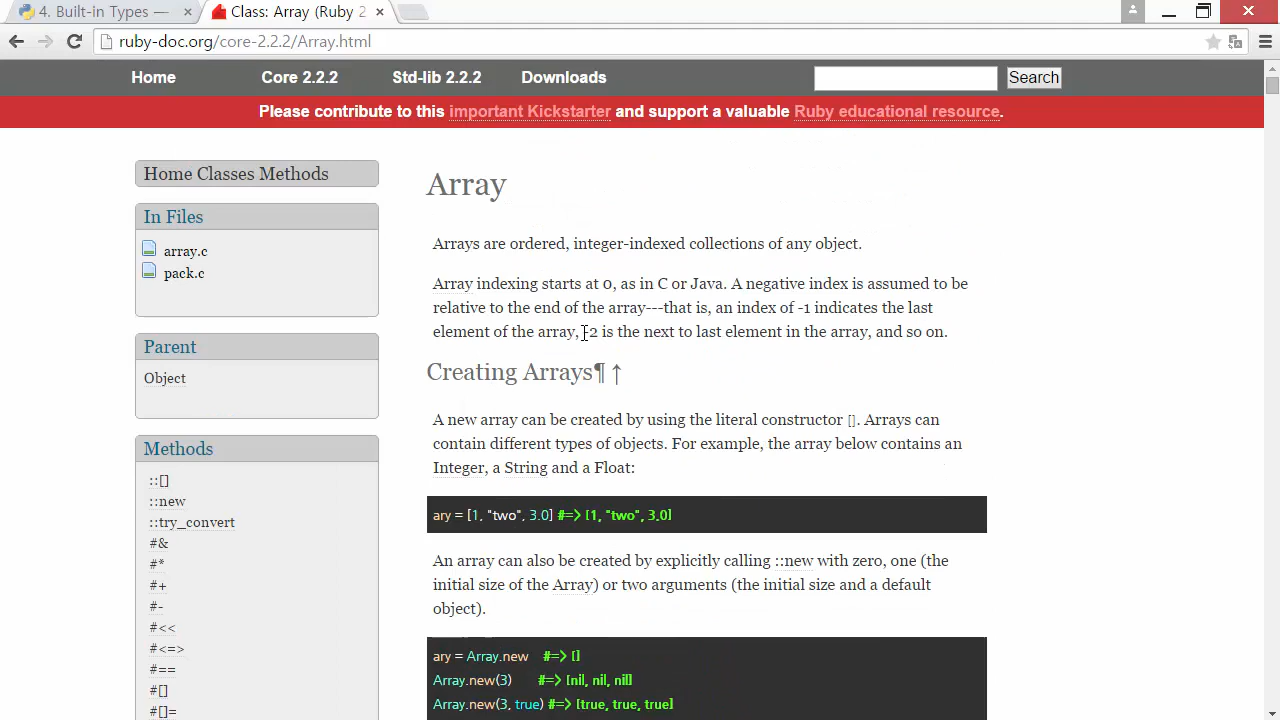 4. Built-in Types —
Class: Array (Ruby 2
ruby-doc.org/core-2.2.2/Array.html
Home
Core 2.2.2
Std-lib 2.2.2
Downloads
Search
Please contribute to this important Kickstarter and support a valuable Ruby educational resource.
Home Classes Methods
In Files
array.c
pack.c
Parent
Object
Methods
::[]
::new
::try_convert
#&
#*
#+
#-
#<<
#<=>
#==
#[]
#[]=
Array
Arrays are ordered, integer-indexed collections of any object.
Array indexing starts at 0, as in C or Java. A negative index is assumed to be
relative to the end of the array---that is, an index of -1 indicates the last
element of the array, -2 is the next to last element in the array, and so on.
Creating Arrays¶ ↑
A new array can be created by using the literal constructor []. Arrays can
contain different types of objects. For example, the array below contains an
Integer, a String and a Float:
ary = [1, "two", 3.0] #=> [1, "two", 3.0]
An array can also be created by explicitly calling ::new with zero, one (the
initial size of the Array) or two arguments (the initial size and a default
object).
ary = Array.new #=> []
Array.new(3) #=> [nil, nil, nil]
Array.new(3, true) #=> [true, true, true]